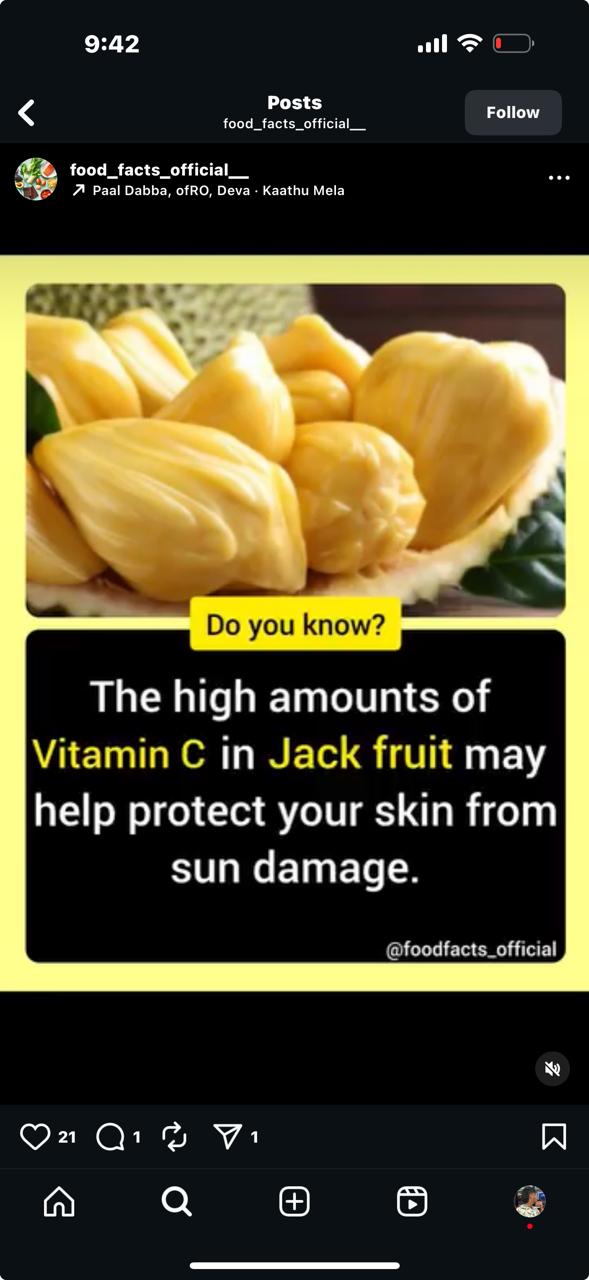 9:42
Posts
food_facts_official__
Follow
food_facts_official__
Paal Dabba, ofRO, Deva · Kaathu Mela
Do you know?
The high amounts of
Vitamin C in Jack fruit may
help protect your skin from
sun damage.
@foodfacts_official
21
1
1